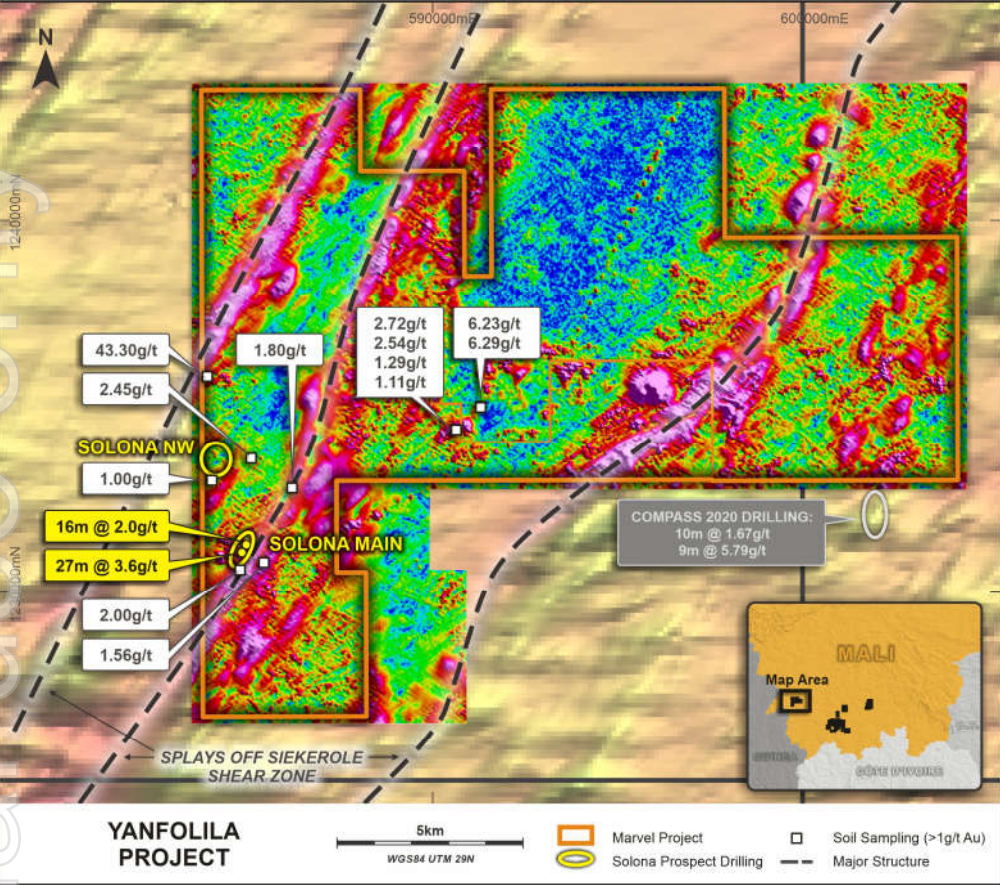 590000mE
600000mE
N
1240000mN
43.30g/t
2.45g/t
1.80g/t
2.72g/t
2.54g/t
1.29g/t
1.11g/t
6.23g/t
6.29g/t
SOLONA NW
1.00g/t
16m @ 2.0g/t
27m @ 3.6g/t
SOLONA MAIN
2.00g/t
1.56g/t
COMPASS 2020 DRILLING:
10m @ 1.67g/t
9m @ 5.79g/t
SPLAYS OFF SIEKEROLE
SHEAR ZONE
MALI
Map Area
GUINEA
CÔTE D'IVOIRE
YANFOLILA
PROJECT
5km
WGS84 UTM 29N
Marvel Project
Solona Prospect Drilling
Soil Sampling (>1g/t Au)
Major Structure